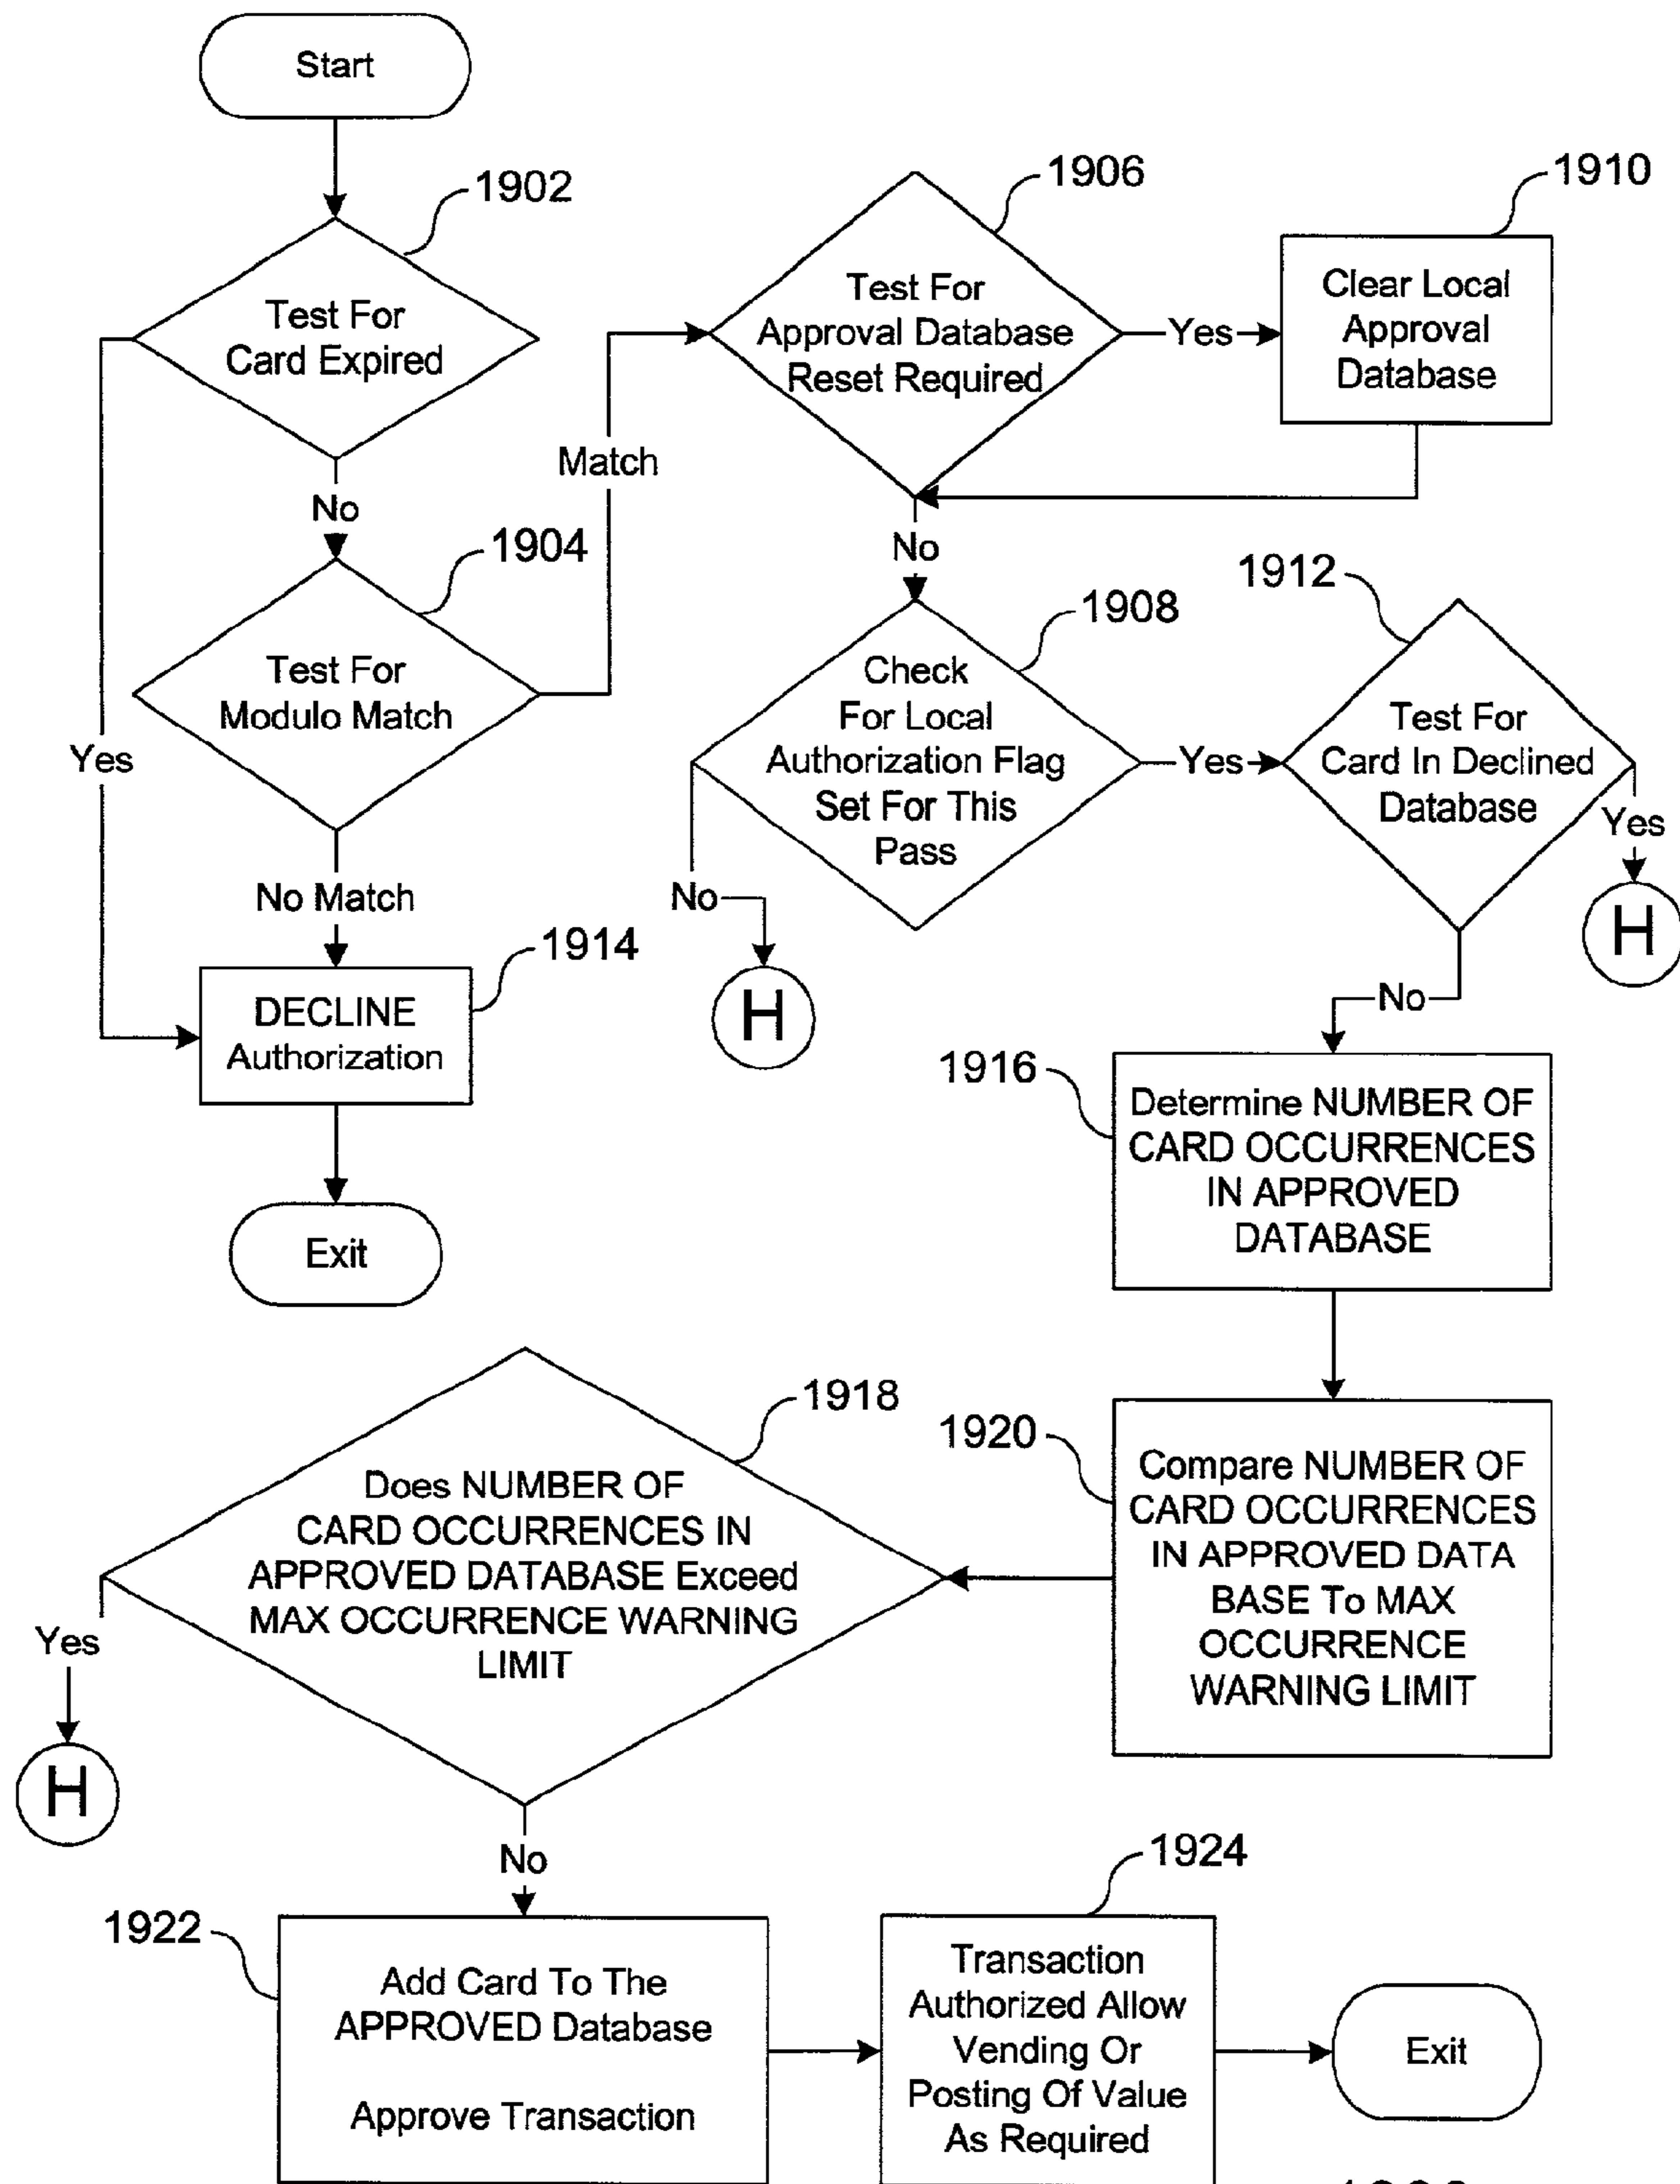 Start
1902
Test For
Card Expired
Yes
No
1904
Test For
Modulo Match
Match
No Match
1914
DECLINE
Authorization
Exit
1906
Test For
Approval Database
Reset Required
Yes
1910
Clear Local
Approval
Database
No
1908
Check
For Local
Authorization Flag
Set For This
Pass
No
H
Yes
1912
Test For
Card In Declined
Database
Yes
H
No
1916
Determine NUMBER OF
CARD OCCURRENCES
IN APPROVED
DATABASE
1920
Compare NUMBER OF
CARD OCCURRENCES
IN APPROVED DATA
BASE To MAX
OCCURRENCE
WARNING LIMIT
1918
Does NUMBER OF
CARD OCCURRENCES IN
APPROVED DATABASE Exceed
MAX OCCURRENCE WARNING
LIMIT
Yes
H
No
1922
Add Card To The
APPROVED Database
Approve Transaction
1924
Transaction
Authorized Allow
Vending Or
Posting Of Value
As Required
Exit